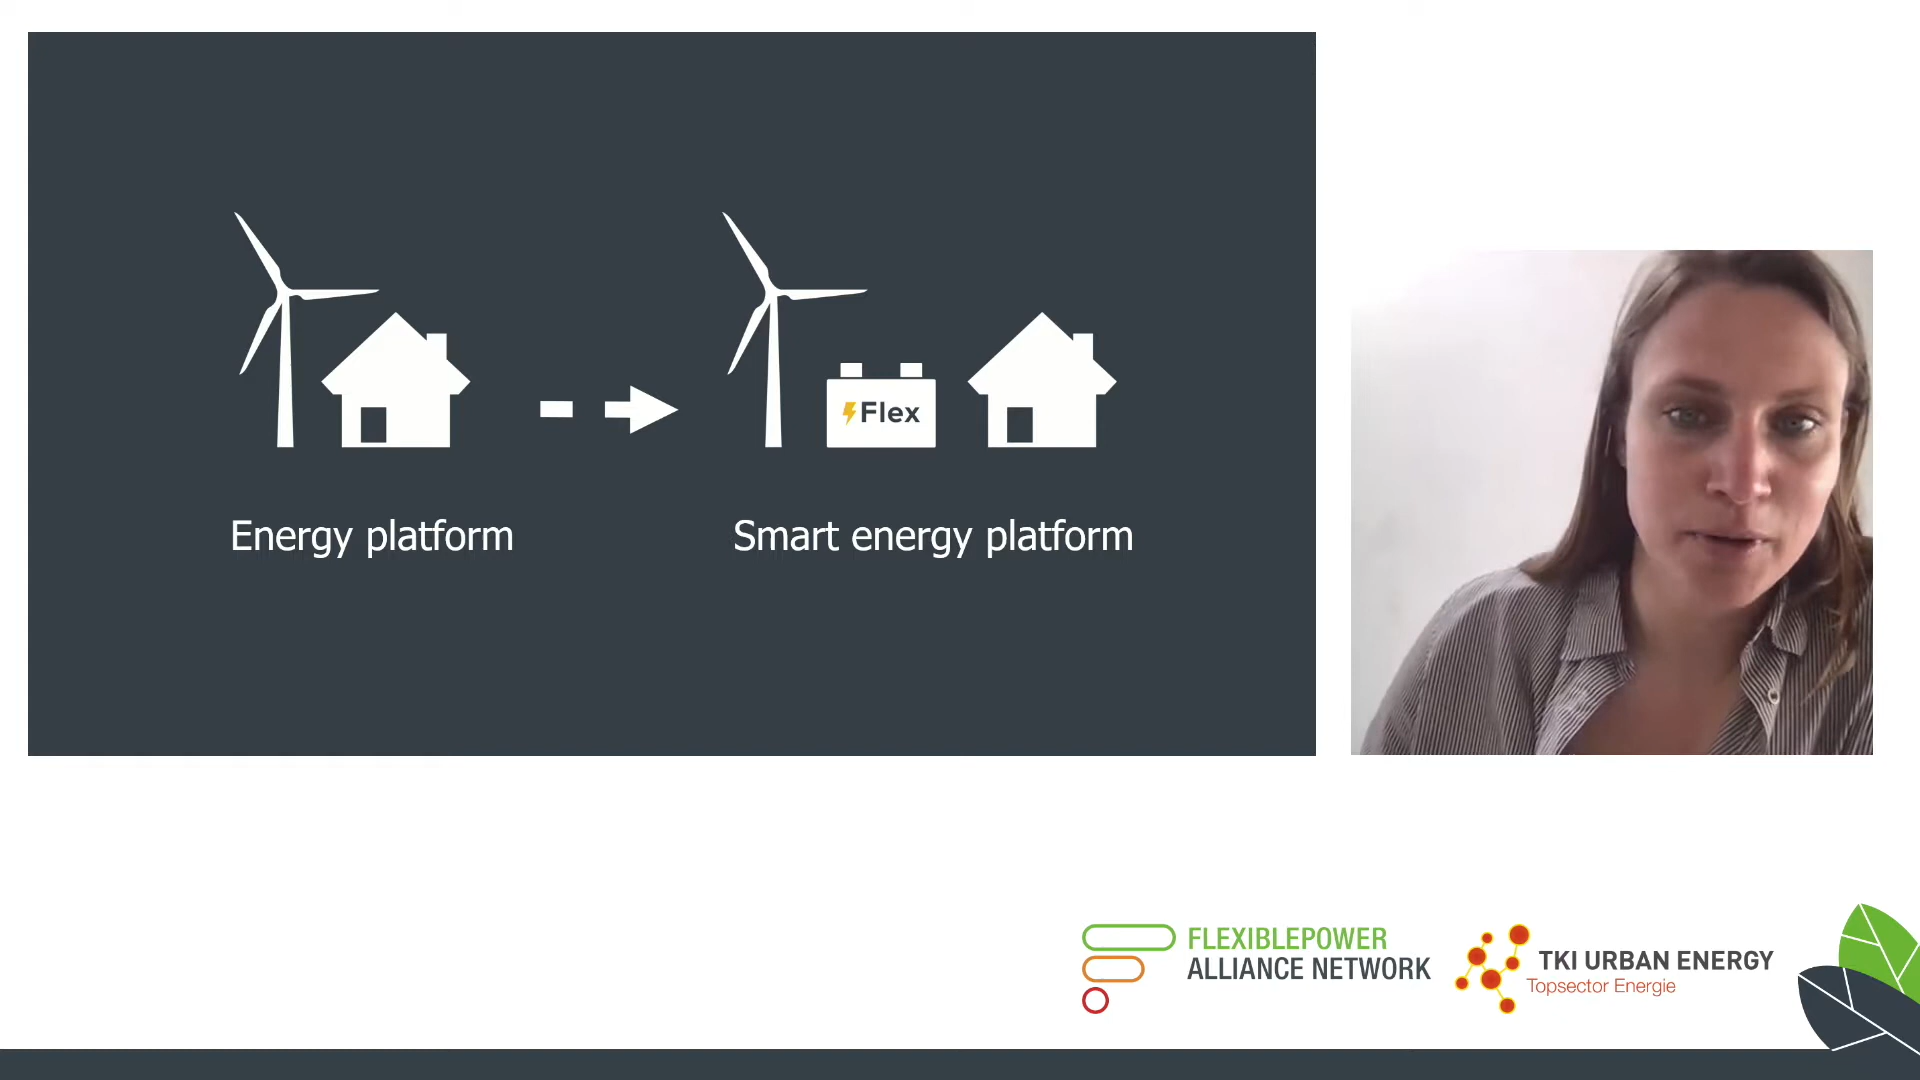 Flex
Energy platform
Smart energy platform
FLEXIBLEPOWER
ALLIANCE NETWORK
TKI URBAN ENERGY
Topsector Energie